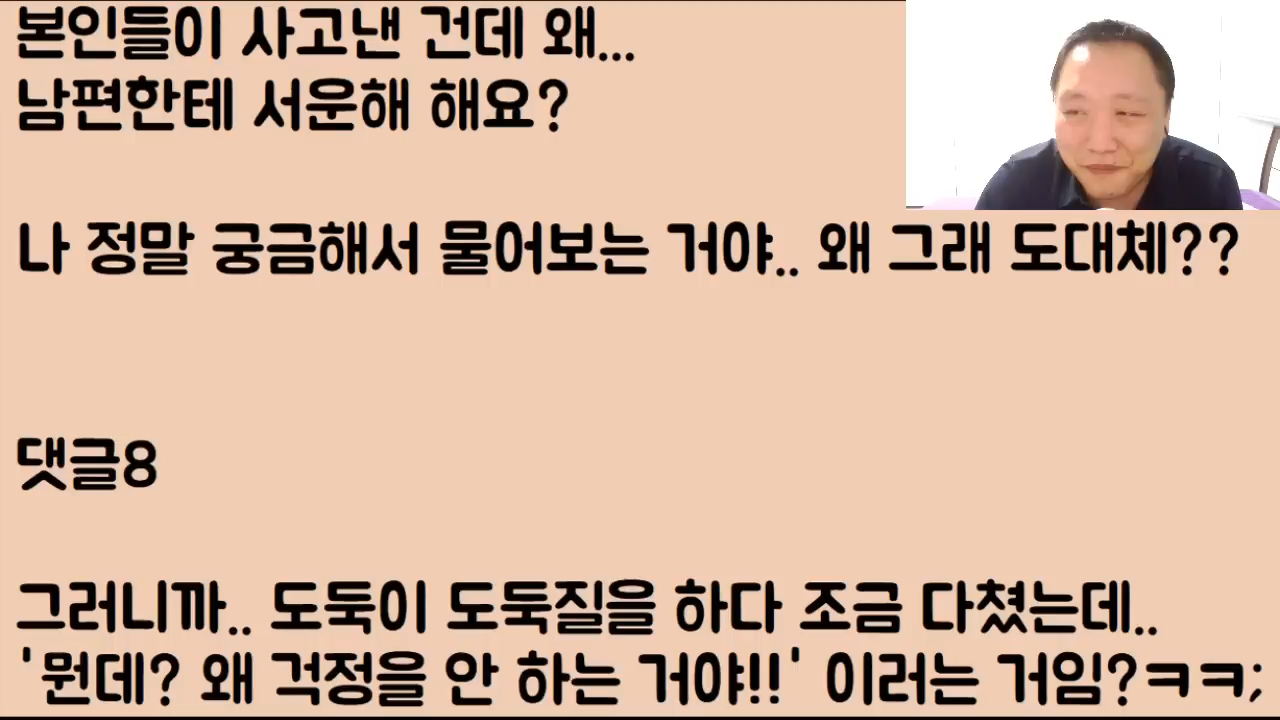 본인들이 사고낸 건데 왜...
남편한테 서운해 해요?
나 정말 궁금해서 물어보는 거야.. 왜 그래 도대체??
댓글8
그러니까.. 도둑이 도둑질을 하다 조금 다쳤는데..
'뭔데? 왜 걱정을 안 하는 거야!!' 이러는 거임?ㅋㅋ;